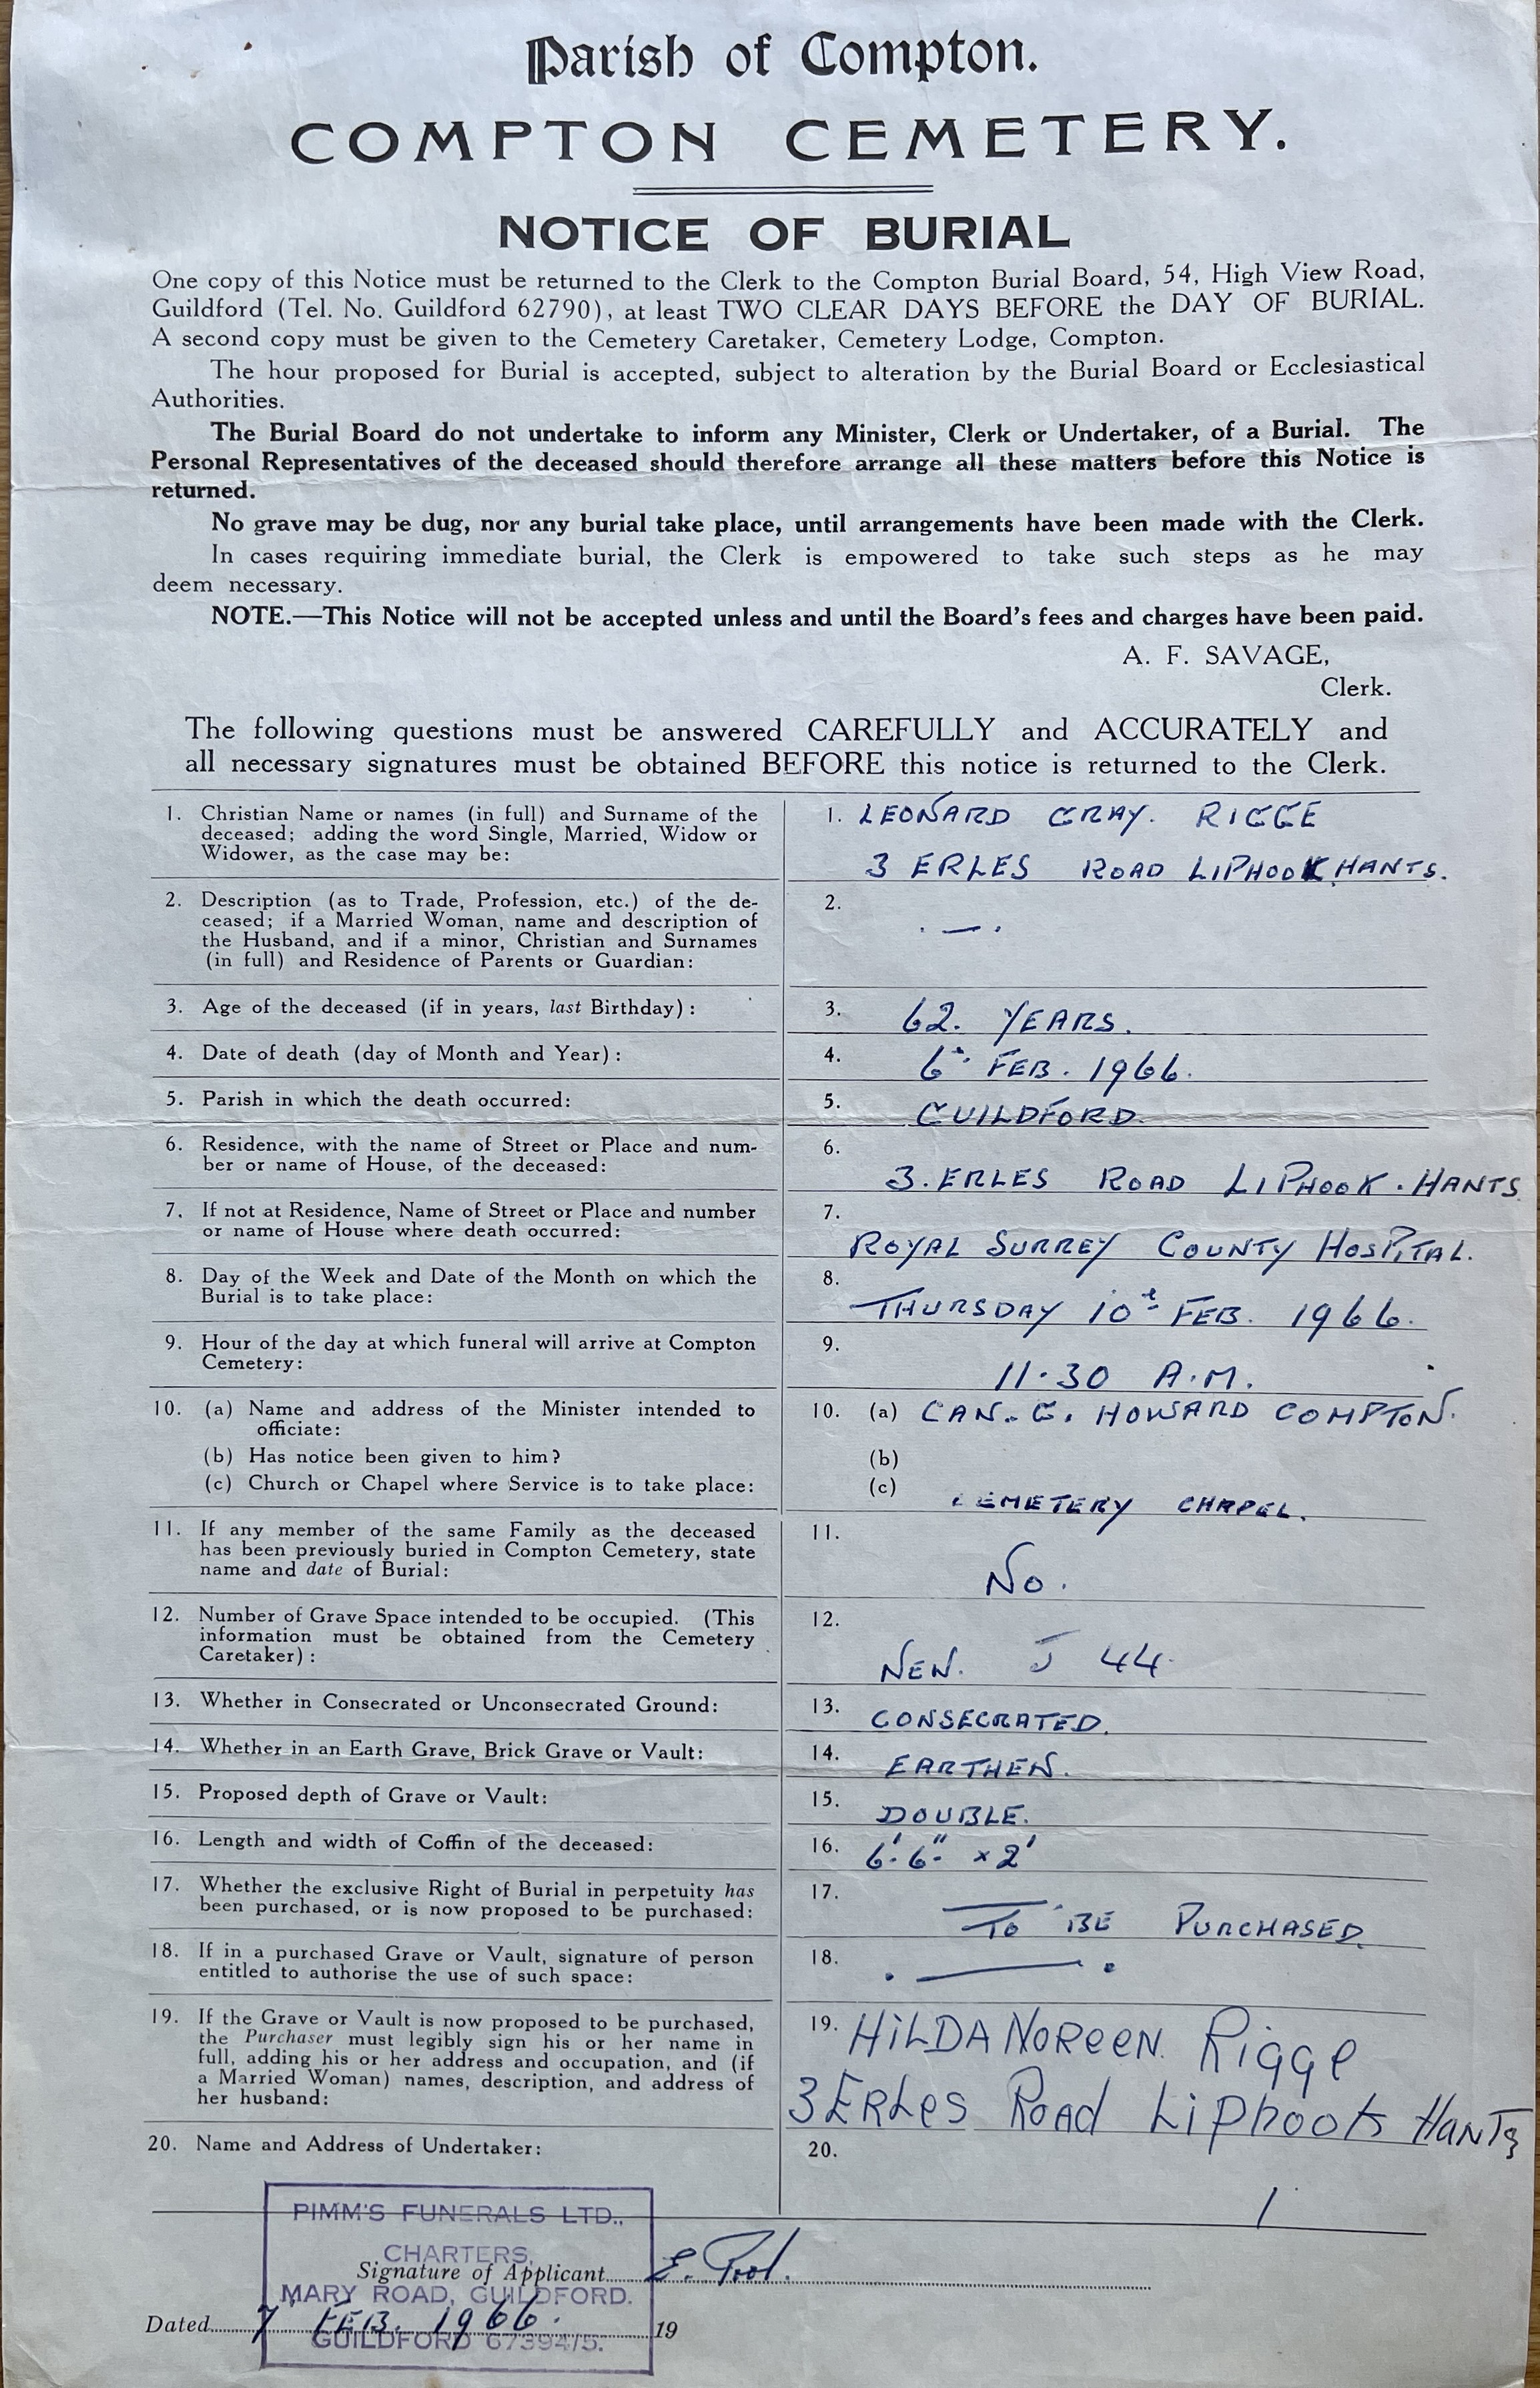 Parish of Compton.
COMPTON CEMETERY.
NOTICE OF BURIAL
One copy of this Notice must be returned to the Clerk to the Compton Burial Board, 54, High View Road,
Guildford (Tel. No. Guildford 62790), at least TWO CLEAR DAYS BEFORE the DAY OF BURIAL.
A second copy must be given to the Cemetery Caretaker, Cemetery Lodge, Compton.
The hour proposed for Burial is accepted, subject to alteration by the Burial Board or Ecclesiastical
Authorities.
The Burial Board do not undertake to inform any Minister, Clerk or Undertaker, of a Burial. The
Personal Representatives of the deceased should therefore arrange all these matters before this Notice is
returned.
No grave may be dug, nor any burial take place, until arrangements have been made with the Clerk.
In cases requiring immediate burial, the Clerk is empowered to take such steps as he may
deem necessary.
NOTE.—This Notice will not be accepted unless and until the Board's fees and charges have been paid.
A. F. SAVAGE,
Clerk.
The following questions must be answered CAREFULLY and ACCURATELY and
all necessary signatures must be obtained BEFORE this notice is returned to the Clerk.
1. Christian Name or names (in full) and Surname of the
deceased; adding the word Single, Married, Widow or
Widower, as the case may be:
1. LEONARD GRAY. RIGGE
3 ERLES ROAD LIPHOOK HANTS.
2. Description (as to Trade, Profession, etc.) of the de-
ceased; if a Married Woman, name and description of
the Husband, and if a minor, Christian and Surnames
(in full) and Residence of Parents or Guardian:
2. . — .
3. Age of the deceased (if in years, last Birthday):
3. 62. YEARS.
4. Date of death (day of Month and Year):
4. 6th FEB. 1966.
5. Parish in which the death occurred:
5. GUILDFORD
6. Residence, with the name of Street or Place and num-
ber or name of House, of the deceased:
6. 3. ERLES ROAD LIPHOOK. HANTS
7. If not at Residence, Name of Street or Place and number
or name of House where death occurred:
7. ROYAL SURREY COUNTY HOSPITAL.
8. Day of the Week and Date of the Month on which the
Burial is to take place:
8. THURSDAY 10th FEB. 1966.
9. Hour of the day at which funeral will arrive at Compton
Cemetery:
9. 11.30 A.M.
10. (a) Name and address of the Minister intended to
officiate:
(b) Has notice been given to him?
(c) Church or Chapel where Service is to take place:
10. (a) CAN. G. HOWARD COMPTON.
(b)
(c) CEMETERY CHAPEL.
11. If any member of the same Family as the deceased
has been previously buried in Compton Cemetery, state
name and date of Burial:
11. No.
12. Number of Grave Space intended to be occupied. (This
information must be obtained from the Cemetery
Caretaker):
12. NEW. J 44
13. Whether in Consecrated or Unconsecrated Ground:
13. CONSECRATED.
14. Whether in an Earth Grave, Brick Grave or Vault:
14. EARTHEN.
15. Proposed depth of Grave or Vault:
15. DOUBLE.
16. Length and width of Coffin of the deceased:
16. 6'.6" x 2'
17. Whether the exclusive Right of Burial in perpetuity has
been purchased, or is now proposed to be purchased:
17. To BE PURCHASED.
18. If in a purchased Grave or Vault, signature of person
entitled to authorise the use of such space:
18. . — .
19. If the Grave or Vault is now proposed to be purchased,
the Purchaser must legibly sign his or her name in
full, adding his or her address and occupation, and (if
a Married Woman) names, description, and address of
her husband:
19. HILDA NOREEN. Rigge
3 ERLes Road Liphook HANTS
20. Name and Address of Undertaker:
20.
PIMM'S FUNERALS LTD.,
CHARTERS,
Signature of Applicant E.
MARY ROAD, GUILDFORD.
Dated 7 FEB. 1966. 19
GUILDFORD 67394/5.